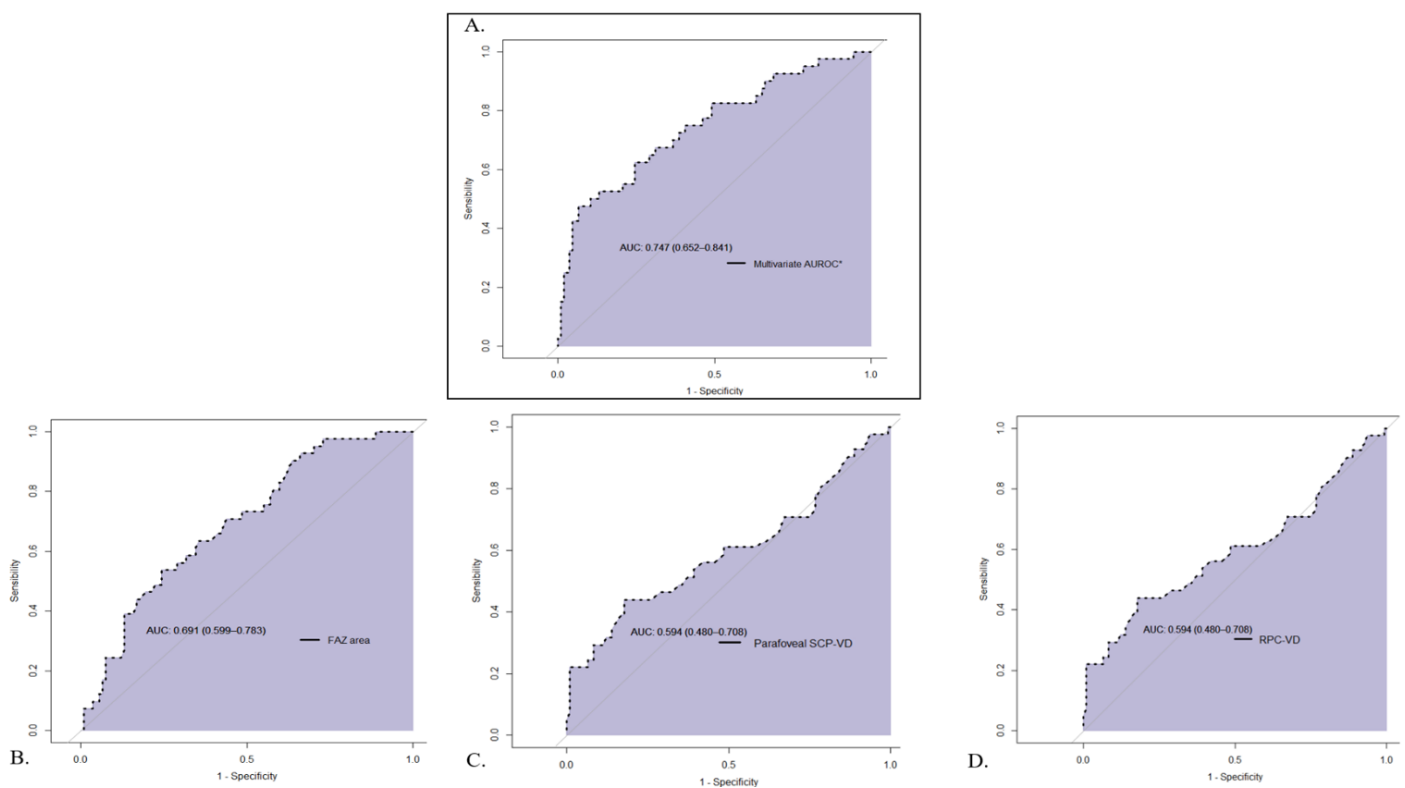 A.
1.0
0.8
0.6
0.4
0.2
0.0
Sensibility
AUC: 0.747 (0.652–0.841)
Multivariate AUROC*
0.0 0.5 1.0
1 - Specificity
B.
1.0
0.8
0.6
0.4
0.2
0.0
Sensibility
AUC: 0.691 (0.599–0.783)
FAZ area
0.0 0.5 1.0
1 - Specificity
C.
1.0
0.8
0.6
0.4
0.2
0.0
Sensibility
AUC: 0.594 (0.480–0.708)
Parafoveal SCP-VD
0.0 0.5 1.0
1 - Specificity
D.
1.0
0.8
0.6
0.4
0.2
0.0
Sensibility
AUC: 0.594 (0.480–0.708)
RPC-VD
0.0 0.5 1.0
1 - Specificity